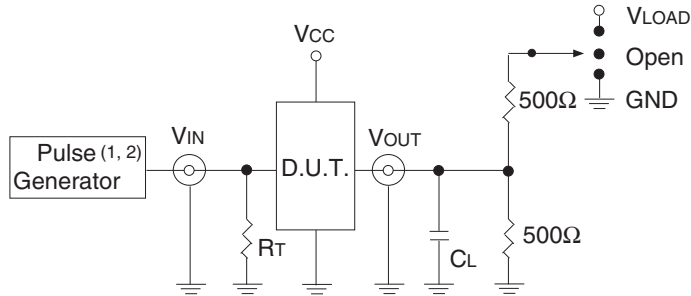 VLOAD
VCC
Open
500Ω
GND
VIN
VOUT
Pulse (1, 2)
Generator
D.U.T.
RT
CL
500Ω